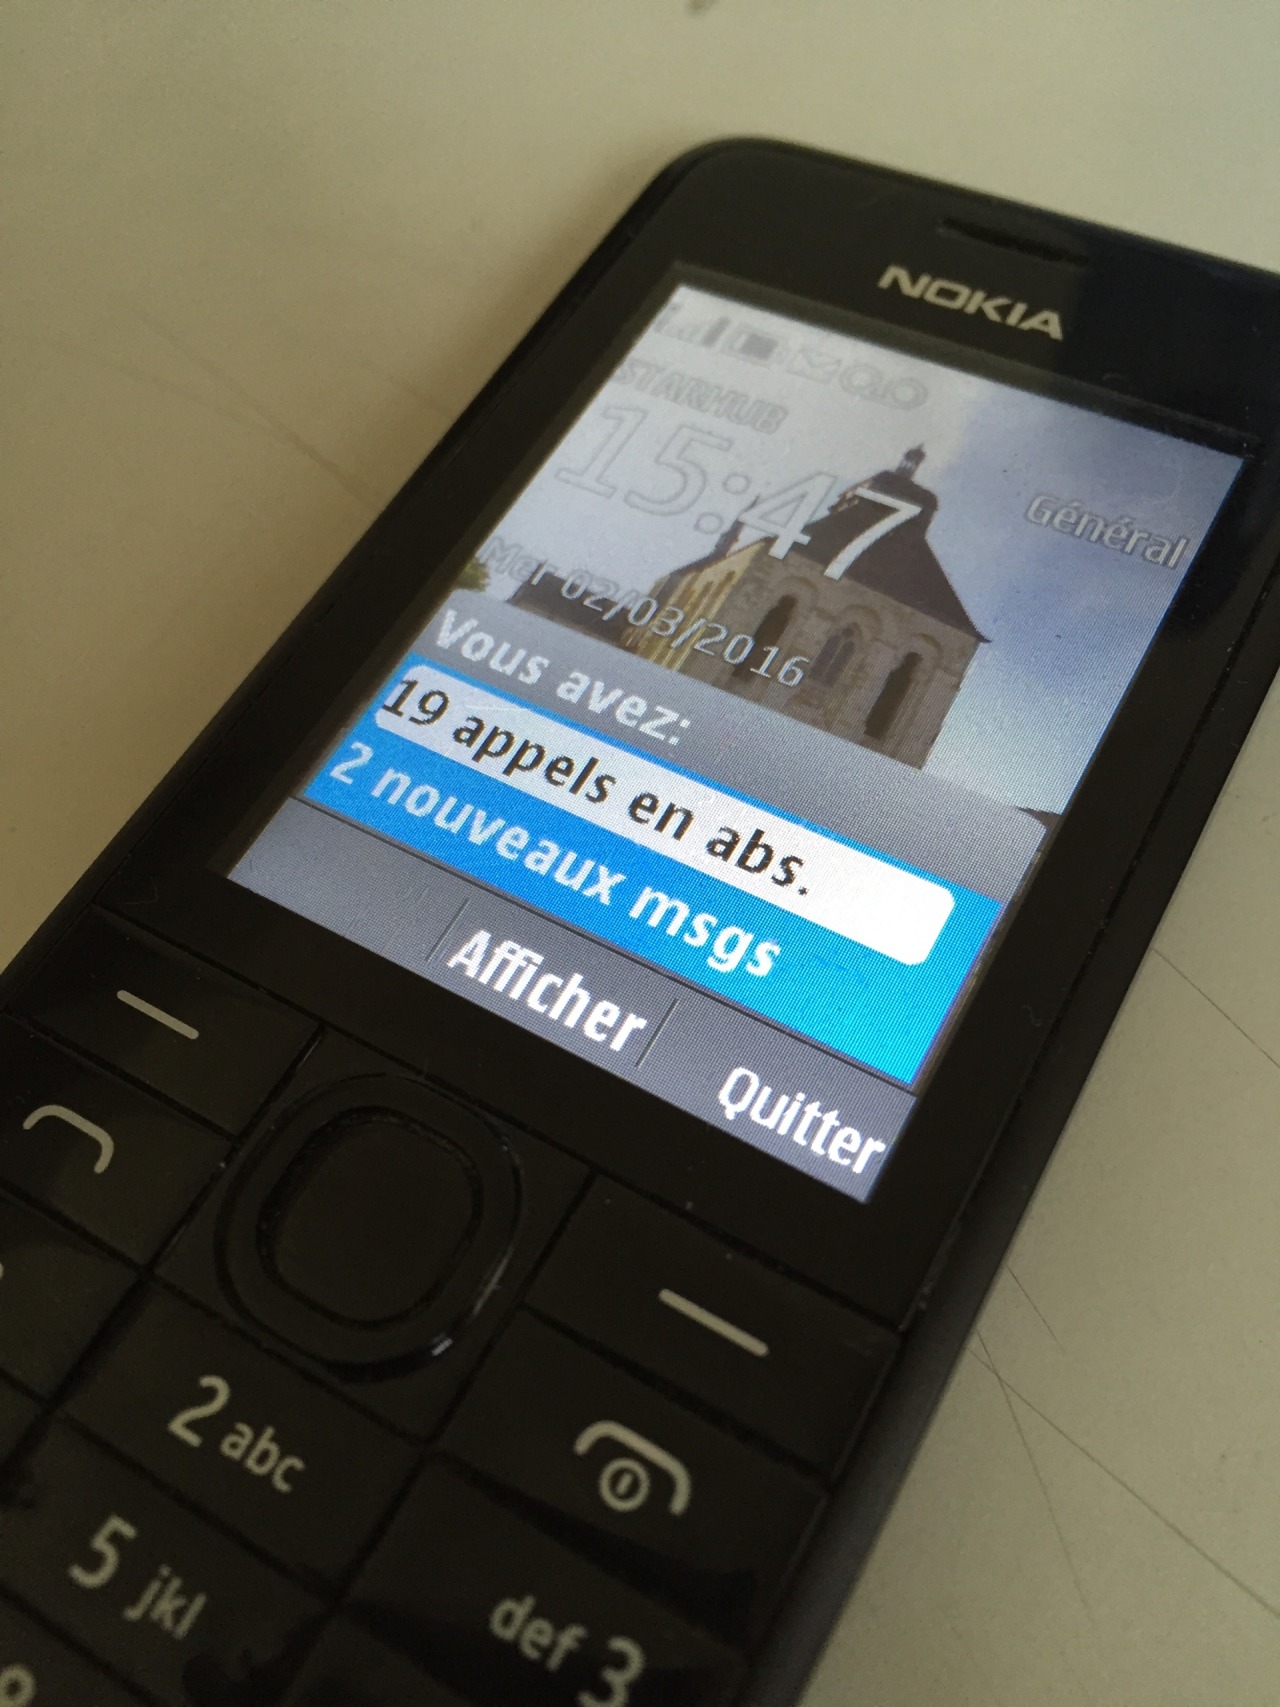 NOKIA
STARHUB
15:47
Général
Mer 02/03/2016
Vous avez:
19 appels en abs.
2 nouveaux msgs
Afficher
Quitter
2 abc
5 jkl
def 3